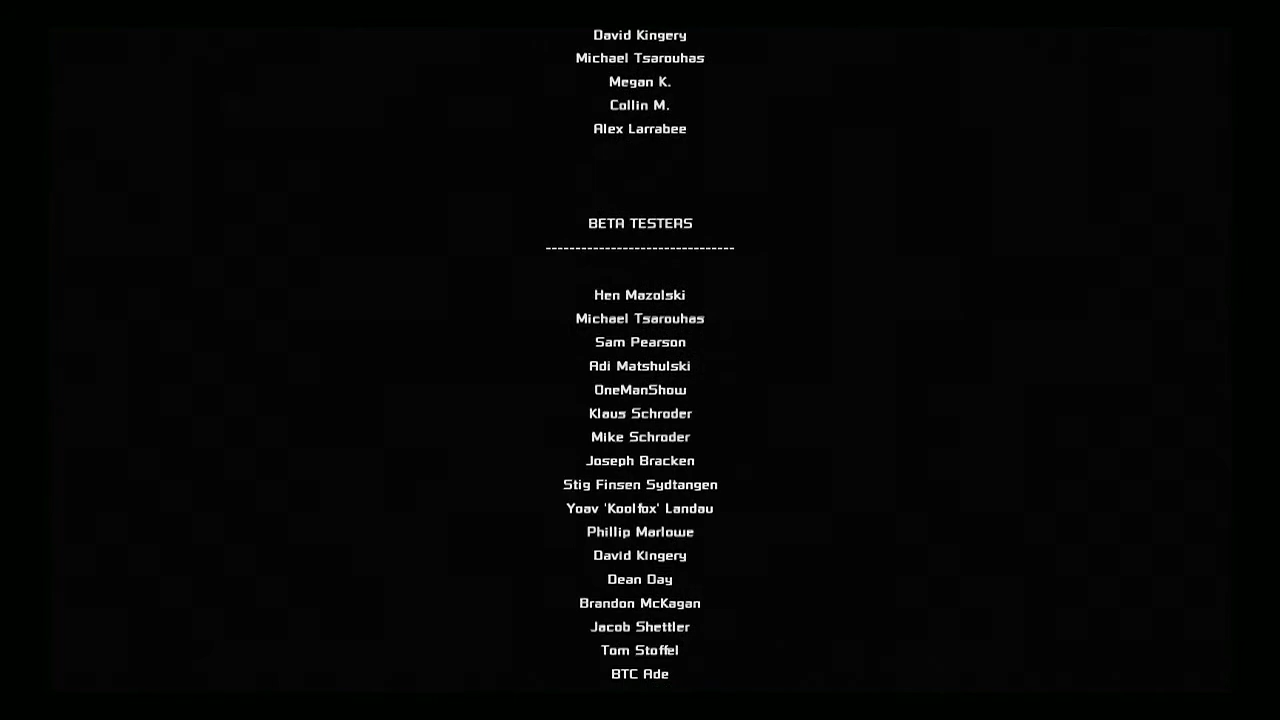 David Kingery
Michael Tsarouhas
Megan K.
Collin M.
Alex Larrabee
BETA TESTERS
--------------------------------
Hen Mazolski
Michael Tsarouhas
Sam Pearson
Adi Matshulski
OneManShow
Klaus Schroder
Mike Schroder
Joseph Bracken
Stig Finsen Sydtangen
Yoav 'Koolfox' Landau
Phillip Marlowe
David Kingery
Dean Day
Brandon McKagan
Jacob Shettler
Tom Stoffel
BTC Ade